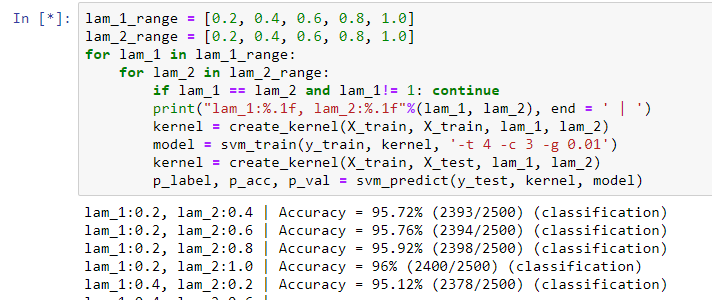 In [*]: lam_1_range = [0.2, 0.4, 0.6, 0.8, 1.0]
lam_2_range = [0.2, 0.4, 0.6, 0.8, 1.0]
for lam_1 in lam_1_range:
    for lam_2 in lam_2_range:
        if lam_1 == lam_2 and lam_1!= 1: continue
        print("lam_1:%.1f, lam_2:%.1f"%(lam_1, lam_2), end = ' | ')
        kernel = create_kernel(X_train, X_train, lam_1, lam_2)
        model = svm_train(y_train, kernel, '-t 4 -c 3 -g 0.01')
        kernel = create_kernel(X_train, X_test, lam_1, lam_2)
        p_label, p_acc, p_val = svm_predict(y_test, kernel, model)
lam_1:0.2, lam_2:0.4 | Accuracy = 95.72% (2393/2500) (classification)
lam_1:0.2, lam_2:0.6 | Accuracy = 95.76% (2394/2500) (classification)
lam_1:0.2, lam_2:0.8 | Accuracy = 95.92% (2398/2500) (classification)
lam_1:0.2, lam_2:1.0 | Accuracy = 96% (2400/2500) (classification)
lam_1:0.4, lam_2:0.2 | Accuracy = 95.12% (2378/2500) (classification)